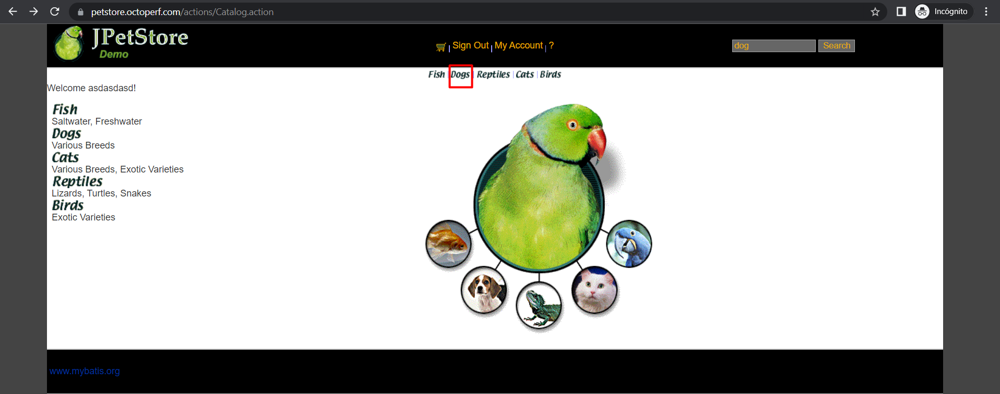 petstore.octoperf.com/actions/Catalog.action
Incógnito
JPetStore
Demo
Sign Out | My Account | ?
dog
Search
Fish | Dogs | Reptiles | Cats | Birds
Welcome asdasdasd!
Fish
Saltwater, Freshwater
Dogs
Various Breeds
Cats
Various Breeds, Exotic Varieties
Reptiles
Lizards, Turtles, Snakes
Birds
Exotic Varieties
www.mybatis.org